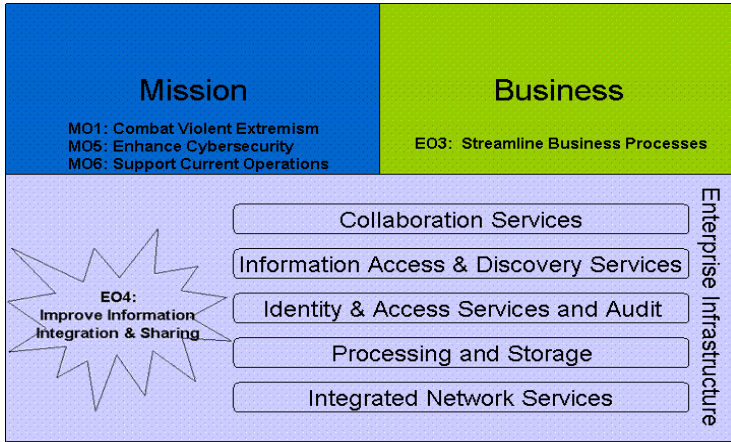 Mission
MO1: Combat Violent Extremism
MO5: Enhance Cybersecurity
MO6: Support Current Operations
Business
EO3: Streamline Business Processes
EO4:
Improve Information
Integration & Sharing
Collaboration Services
Information Access & Discovery Services
Identity & Access Services and Audit
Processing and Storage
Integrated Network Services
Enterprise Infrastructure